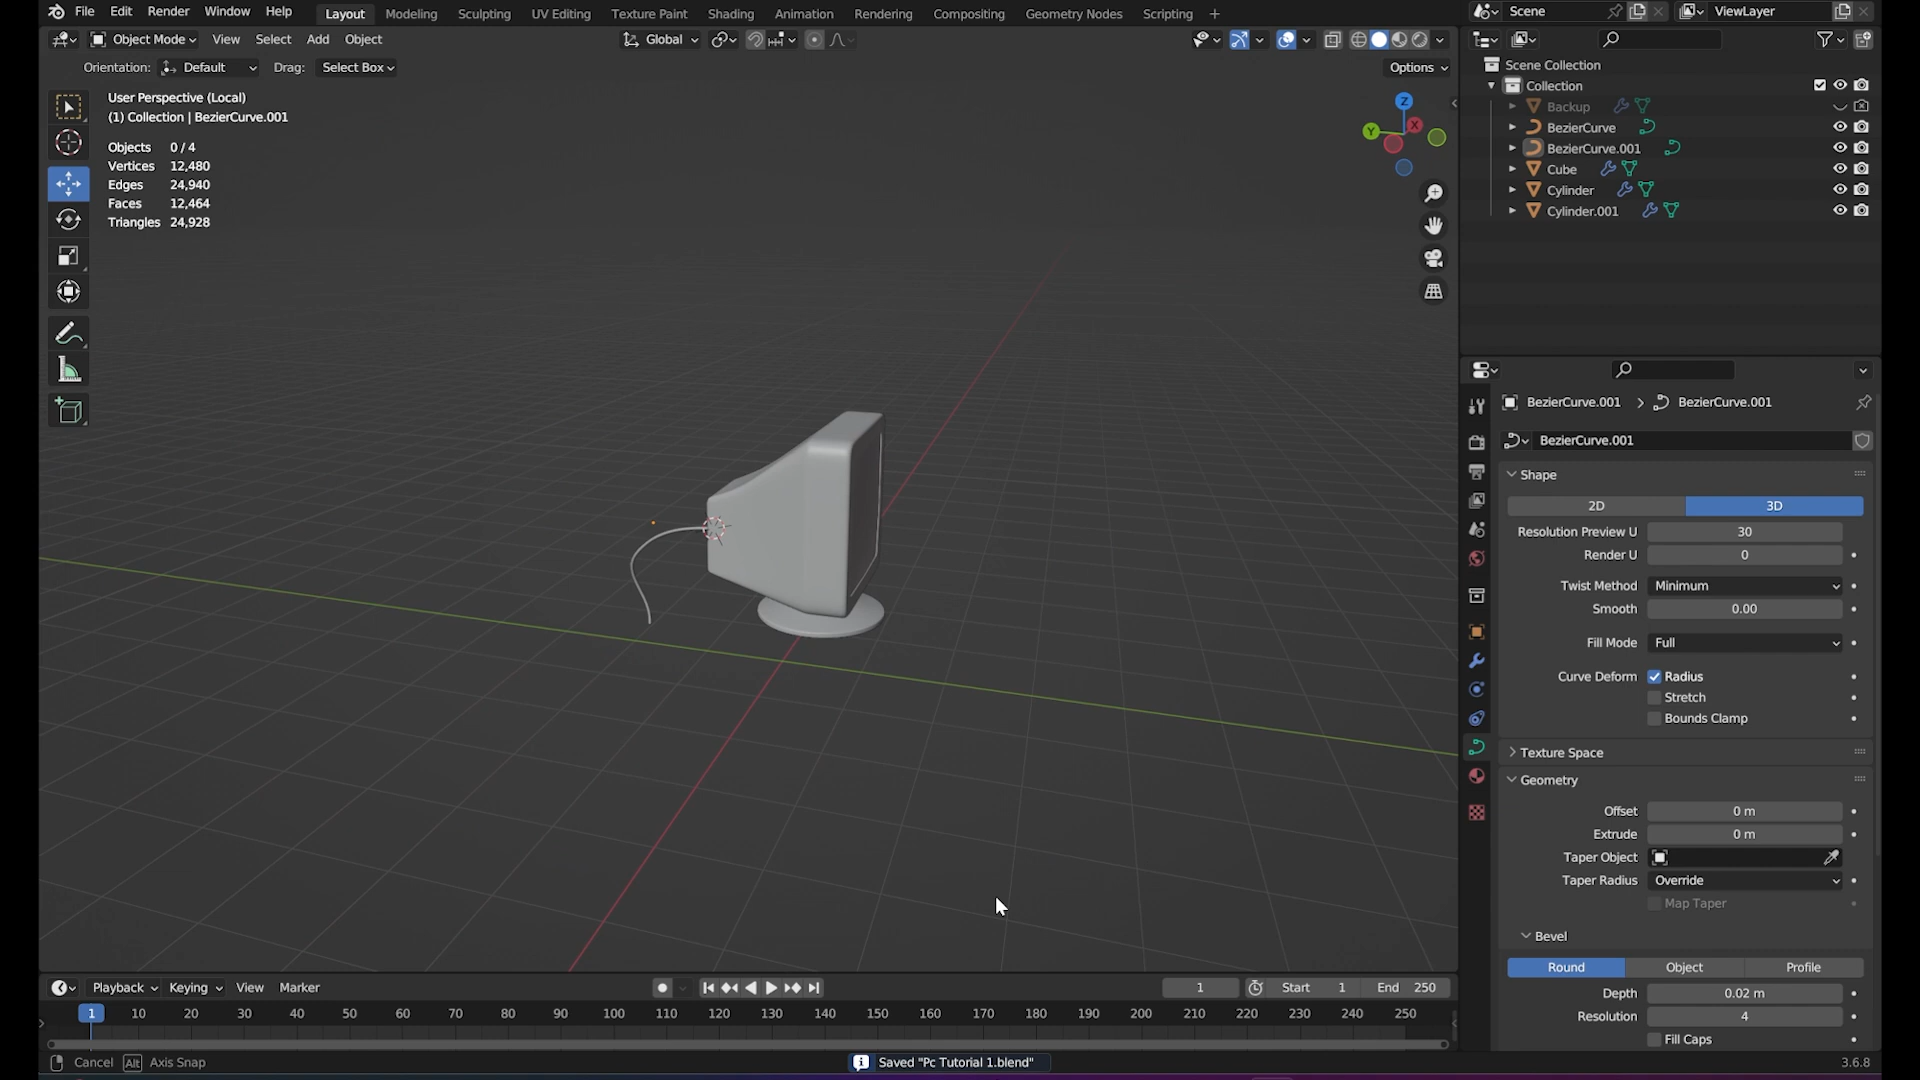 File Edit Render Window Help Layout Modeling Sculpting UV Editing Texture Paint Shading Animation Rendering Compositing Geometry Nodes Scripting + Scene ViewLayer
Object Mode View Select Add Object Global
Orientation: Default Drag: Select Box Options
User Perspective (Local)
(1) Collection | BezierCurve.001
Objects 0/4
Vertices 12,480
Edges 24,940
Faces 12,464
Triangles 24,928
Z
Y
X
Scene Collection
Collection
Backup
BezierCurve
BezierCurve.001
Cube
Cylinder
Cylinder.001
BezierCurve.001 > BezierCurve.001
BezierCurve.001
Shape
2D 3D
Resolution Preview U 30
Render U 0
Twist Method Minimum
Smooth 0.00
Fill Mode Full
Curve Deform Radius
Stretch
Bounds Clamp
Texture Space
Geometry
Offset 0 m
Extrude 0 m
Taper Object
Taper Radius Override
Map Taper
Bevel
Round Object Profile
Depth 0.02 m
Resolution 4
Fill Caps
Playback Keying View Marker 1 Start 1 End 250
1 10 20 30 40 50 60 70 80 90 100 110 120 130 140 150 160 170 180 190 200 210 220 230 240 250
Cancel Alt Axis Snap Saved "Pc Tutorial 1.blend" 3.6.8